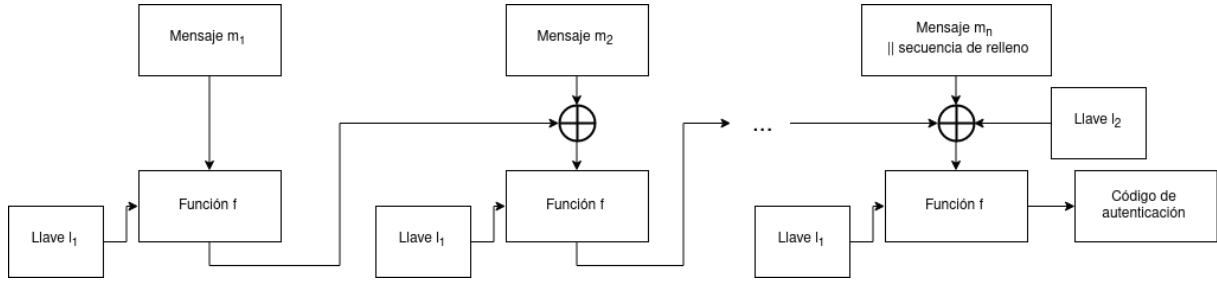 Mensaje m1
Mensaje m2
Mensaje mn
|| secuencia de relleno
...
Llave l2
Función f
Función f
Función f
Código de
autenticación
Llave l1
Llave l1
Llave l1